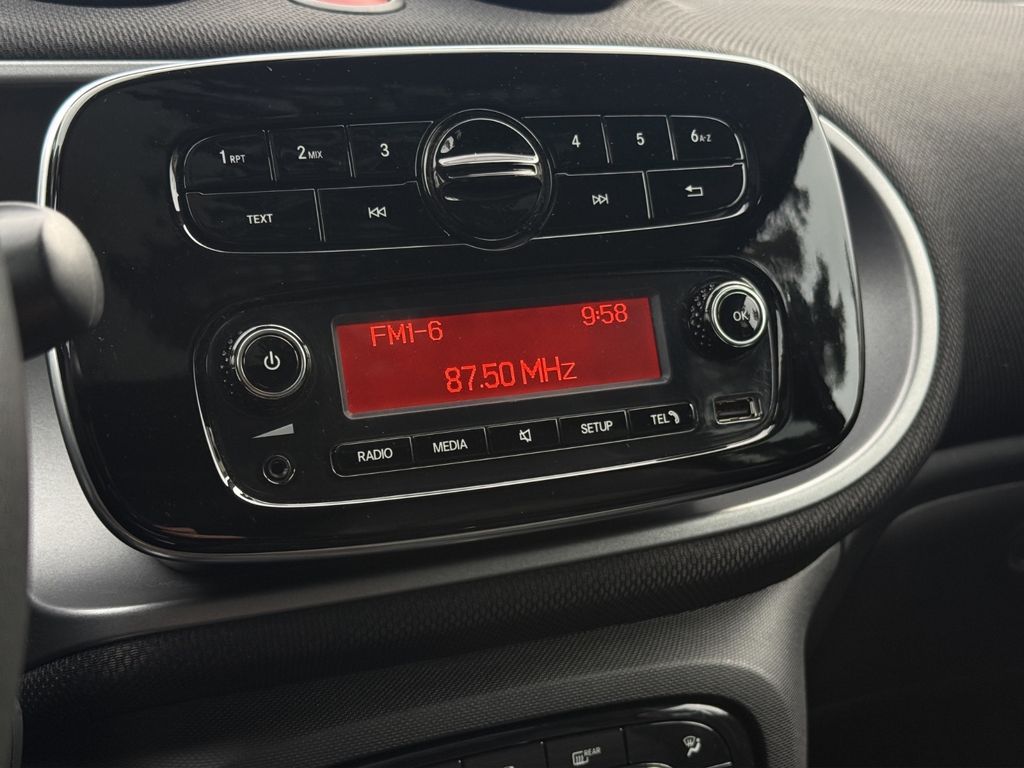 1 RPT 2 MIX 3 4 5 6 A-Z
TEXT
FM1-6 9:58
87.50 MHz
OK
RADIO MEDIA SETUP TEL
REAR